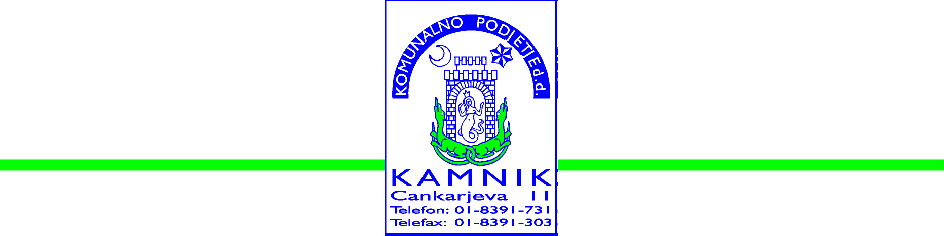 KOMUNALNO PODJETJE d.d.
KAMNIK
Cankarjeva 11
Telefon: 01-8391-731
Telefax: 01-8391-303